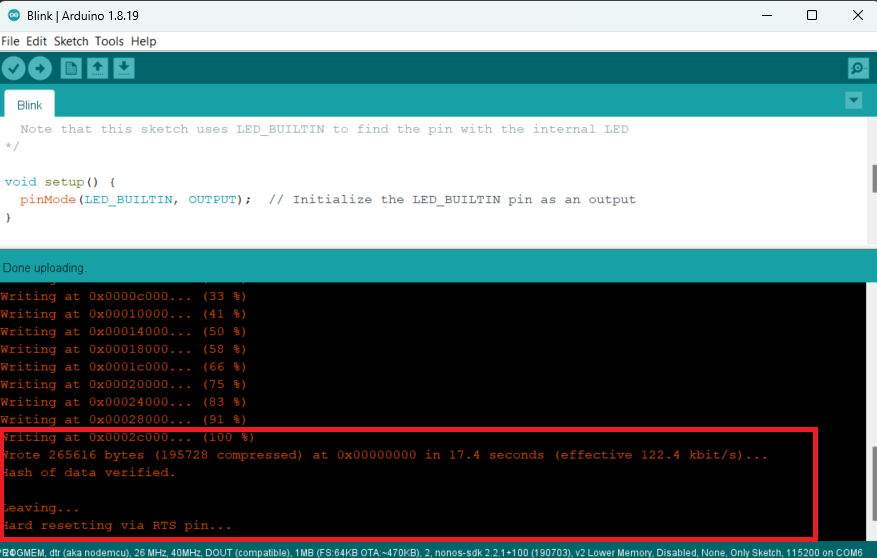 Blink | Arduino 1.8.19
File Edit Sketch Tools Help
Blink
Note that this sketch uses LED_BUILTIN to find the pin with the internal LED
*/
void setup() {
pinMode(LED_BUILTIN, OUTPUT);  // Initialize the LED_BUILTIN pin as an output
}
Done uploading.
Writing at 0x0000c000... (33 %)
Writing at 0x00010000... (41 %)
Writing at 0x00014000... (50 %)
Writing at 0x00018000... (58 %)
Writing at 0x0001c000... (66 %)
Writing at 0x00020000... (75 %)
Writing at 0x00024000... (83 %)
Writing at 0x00028000... (91 %)
Writing at 0x0002c000... (100 %)
Wrote 265616 bytes (195728 compressed) at 0x00000000 in 17.4 seconds (effective 122.4 kbit/s)...
Hash of data verified.
Leaving...
Hard resetting via RTS pin...
OGMEM, dtr (aka nodemcu), 26 MHz, 40MHz, DOUT (compatible), 1MB (FS:64KB OTA:~470KB), 2, nonos-sdk 2.2.1+100 (190703), v2 Lower Memory, Disabled, None, Only Sketch, 115200 on COM6